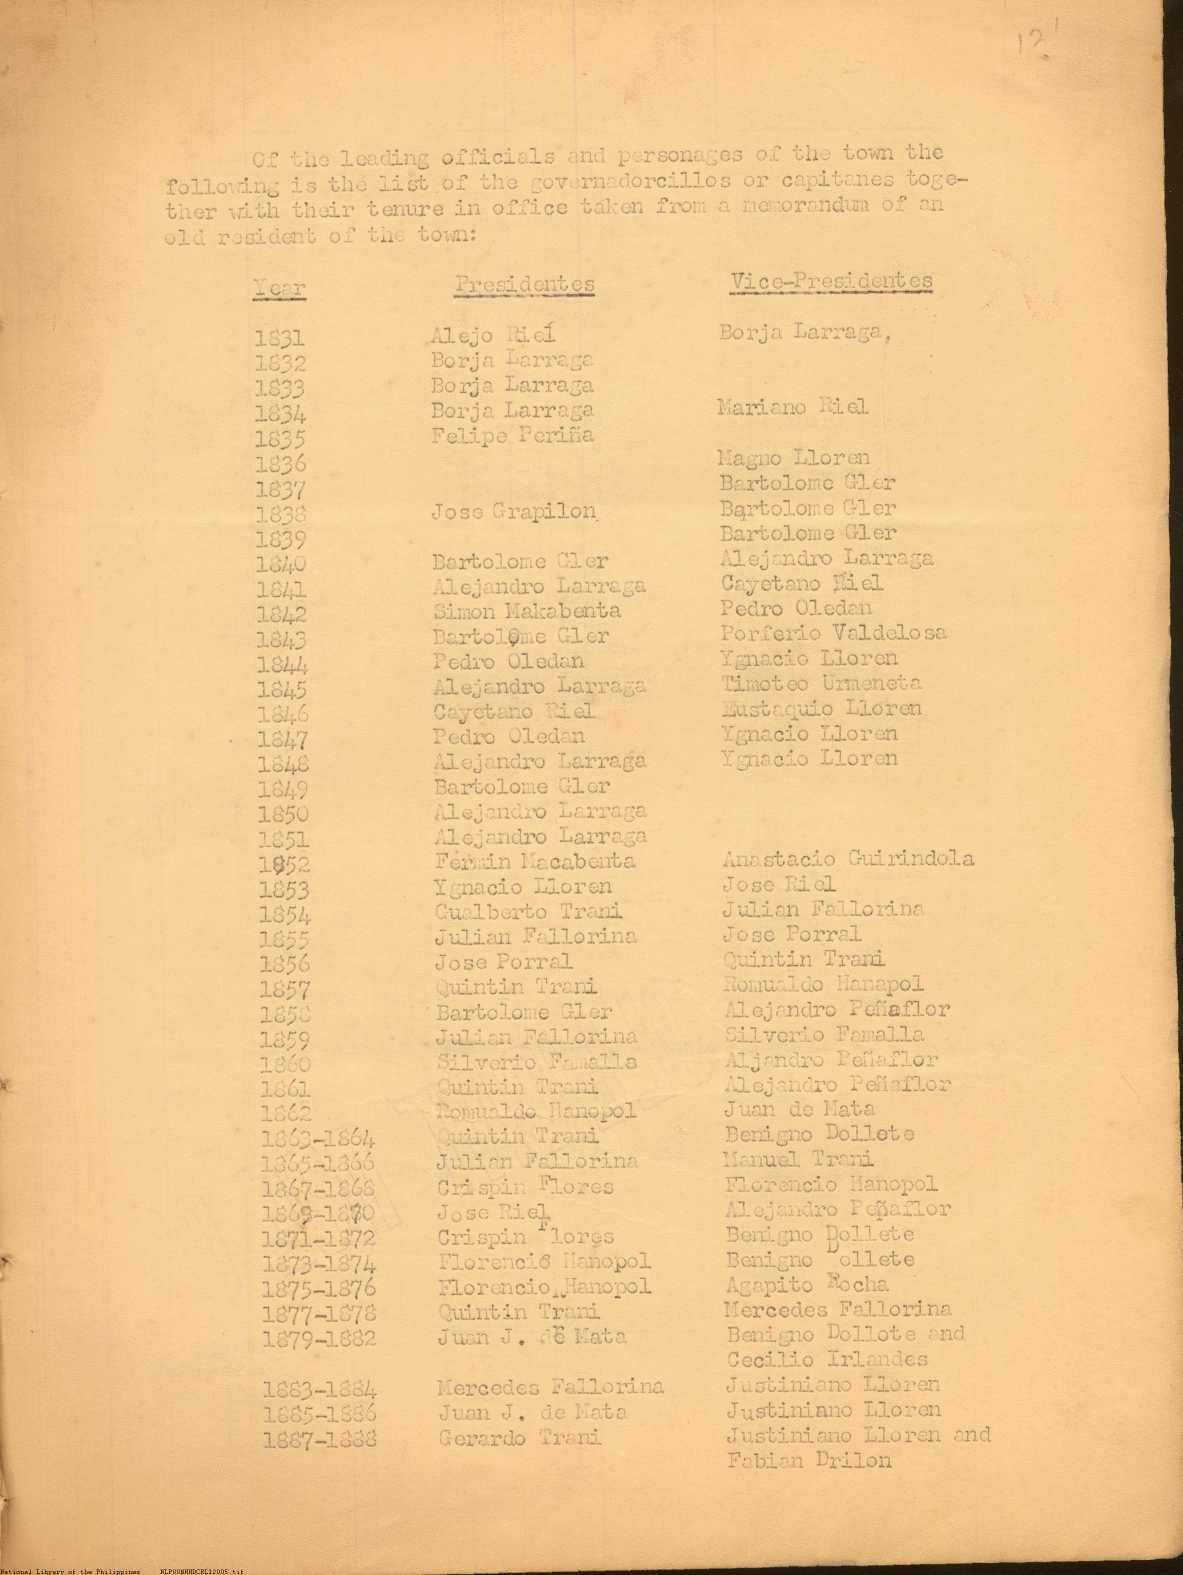 12
Of the leading officials and personages of the town the
following is the list of the governadorcillos or capitanes toge-
ther with their tenure in office taken from a memorandum of an
old resident of the town:
Year Presidentes Vice-Presidentes
1831 Alejo Riel Borja Larraga,
1832 Borja Larraga
1833 Borja Larraga
1834 Borja Larraga Mariano Riel
1835 Felipe Periña
1836 Magno Lloren
1837 Bartolome Gler
1838 Jose Grapilon Bartolome Gler
1839 Bartolome Gler
1840 Bartolome Gler Alejandro Larraga
1841 Alejandro Larraga Cayetano Riel
1842 Simon Makabenta Pedro Oledan
1843 Bartolome Gler Porferio Valdelosa
1844 Pedro Oledan Ygnacio Lloren
1845 Alejandro Larraga Timoteo Urmeneta
1846 Cayetano Riel Eustaquio Lloren
1847 Pedro Oledan Ygnacio Lloren
1848 Alejandro Larraga Ygnacio Lloren
1849 Bartolome Gler
1850 Alejandro Larraga
1851 Alejandro Larraga
1852 Fermin Macabenta Anastacio Guirindola
1853 Ygnacio Lloren Jose Riel
1854 Gualberto Trani Julian Fallorina
1855 Julian Fallorina Jose Porral
1856 Jose Porral Quintin Trani
1857 Quintin Trani Romualdo Hanapol
1858 Bartolome Gler Alejandro Peñaflor
1859 Julian Fallorina Silverio Famalla
1860 Silverio Famalla Aljandro Peñaflor
1861 Quintin Trani Alejandro Peñaflor
1862 Romualdo Hanopol Juan de Mata
1863-1864 Quintin Trani Benigno Dollete
1865-1866 Julian Fallorina Manuel Trani
1867-1868 Crispin Flores Florencio Hanopol
1869-1870 Jose Riel Alejandro Peñaflor
1871-1872 Crispin Flores Benigno Dollete
1873-1874 Florencio Hanopol Benigno Dollete
1875-1876 Florencio Hanopol Agapito Rocha
1877-1878 Quintin Trani Mercedes Fallorina
1879-1882 Juan J. de Mata Benigno Dollote and
Cecilio Irlandes
1883-1884 Mercedes Fallorina Justiniano Lloren
1885-1886 Juan J. de Mata Justiniano Lloren
1887-1888 Gerardo Trani Justiniano Lloren and
Fabian Drilon
National Library of the Philippines